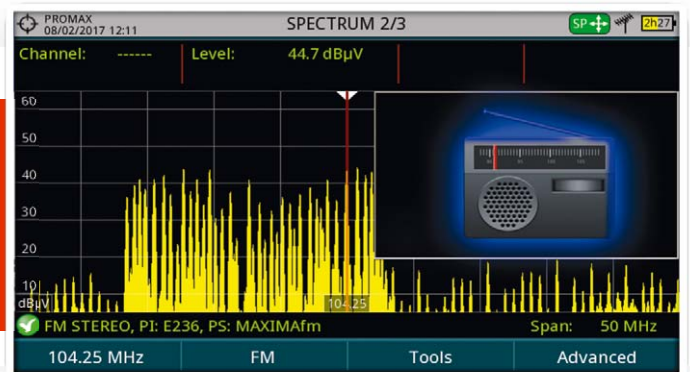 PROMAX
08/02/2017 12:11
SPECTRUM 2/3
SP
2h27
Channel: ------ Level: 44.7 dBµV
60
50
40
30
20
10
dBµV
104.25
FM STEREO, PI: E236, PS: MAXIMAfm Span: 50 MHz
104.25 MHz FM Tools Advanced